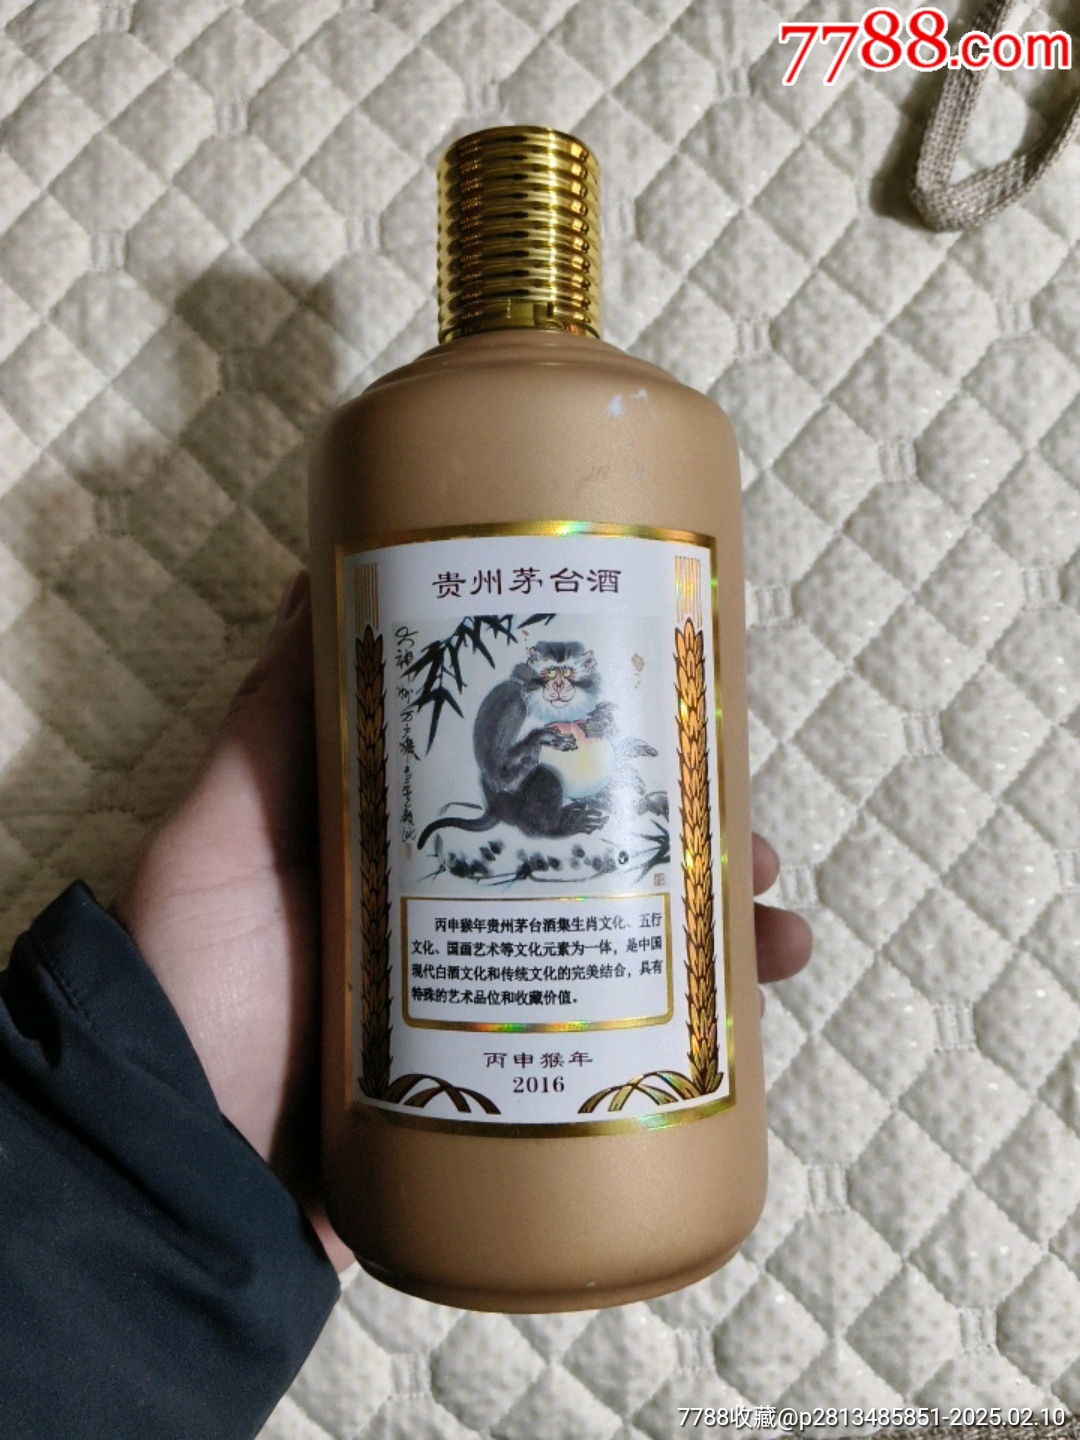 7788.com
贵州茅台酒
丙申猴年贵州茅台酒集生肖文化、五行
文化、国画艺术等文化元素为一体，是中国
现代白酒文化和传统文化的完美结合，具有
特殊的艺术品位和收藏价值。
丙申猴年
2016
7788收藏@p2813485851-2025.02.10